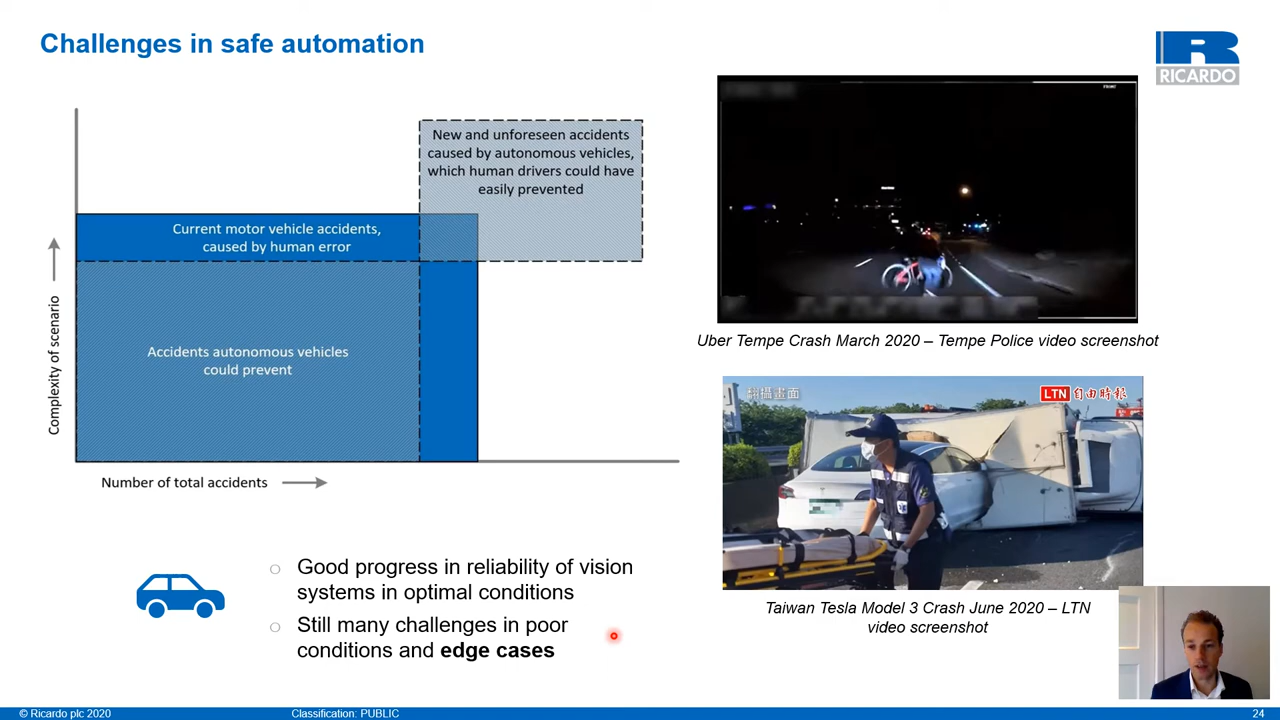 Challenges in safe automation
RICARDO
New and unforeseen accidents
caused by autonomous vehicles,
which human drivers could have
easily prevented
Current motor vehicle accidents,
caused by human error
Accidents autonomous vehicles
could prevent
Complexity of scenario
Number of total accidents
Uber Tempe Crash March 2020 – Tempe Police video screenshot
翻攝畫面
LTN 自由時報
Taiwan Tesla Model 3 Crash June 2020 – LTN
video screenshot
Good progress in reliability of vision
systems in optimal conditions
Still many challenges in poor
conditions and edge cases
© Ricardo plc 2020
Classification: PUBLIC
24